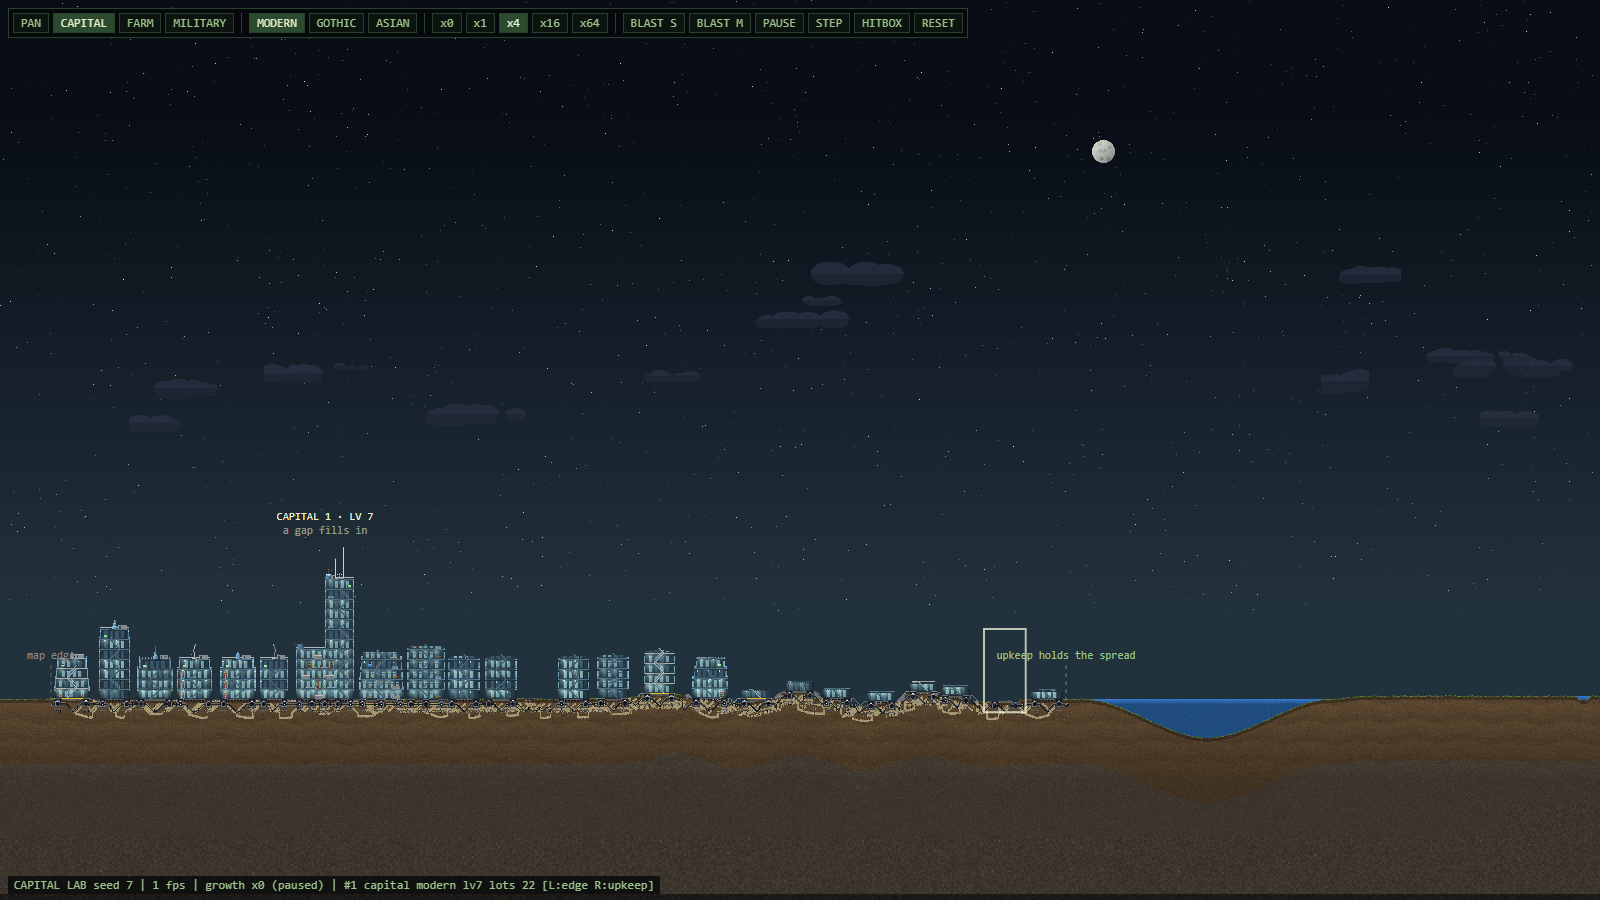 PAN CAPITAL FARM MILITARY MODERN GOTHIC ASIAN x0 x1 x4 x16 x64 BLAST S BLAST M PAUSE STEP HITBOX RESET
CAPITAL 1 · LV 7
a gap fills in
map edge
upkeep holds the spread
CAPITAL LAB seed 7 | 1 fps | growth x0 (paused) | #1 capital modern lv7 lots 22 [L:edge R:upkeep]